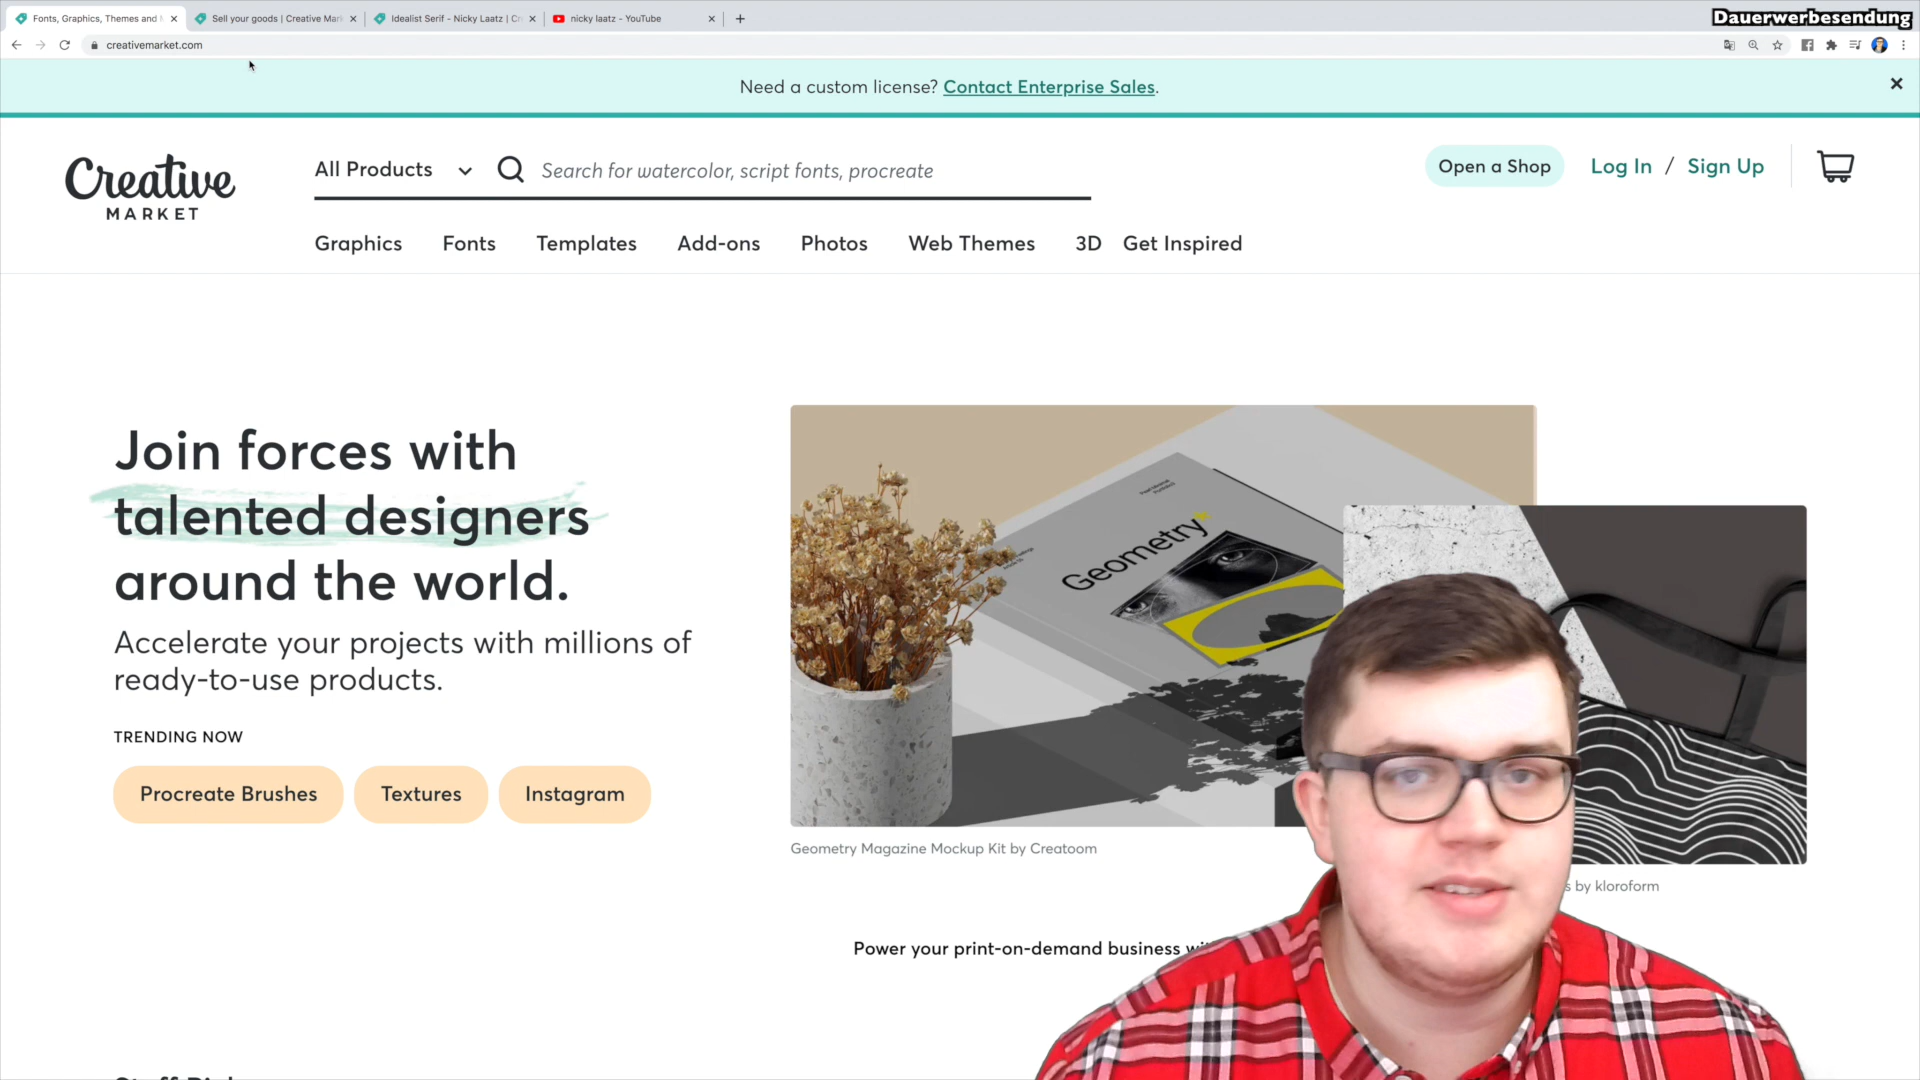 Fonts, Graphics, Themes and
Sell your goods | Creative Mar
Idealist Serif - Nicky Laatz | Cr
nicky laatz - YouTube
Dauerwerbesendung
creativemarket.com
Need a custom license? Contact Enterprise Sales.
Creative
MARKET
All Products
Search for watercolor, script fonts, procreate
Open a Shop
Log In / Sign Up
Graphics
Fonts
Templates
Add-ons
Photos
Web Themes
3D
Get Inspired
Join forces with
talented designers
around the world.
Accelerate your projects with millions of
ready-to-use products.
TRENDING NOW
Procreate Brushes
Textures
Instagram
Geometry
Geometry Magazine Mockup Kit by Creatoom
s by kloroform
Power your print-on-demand business